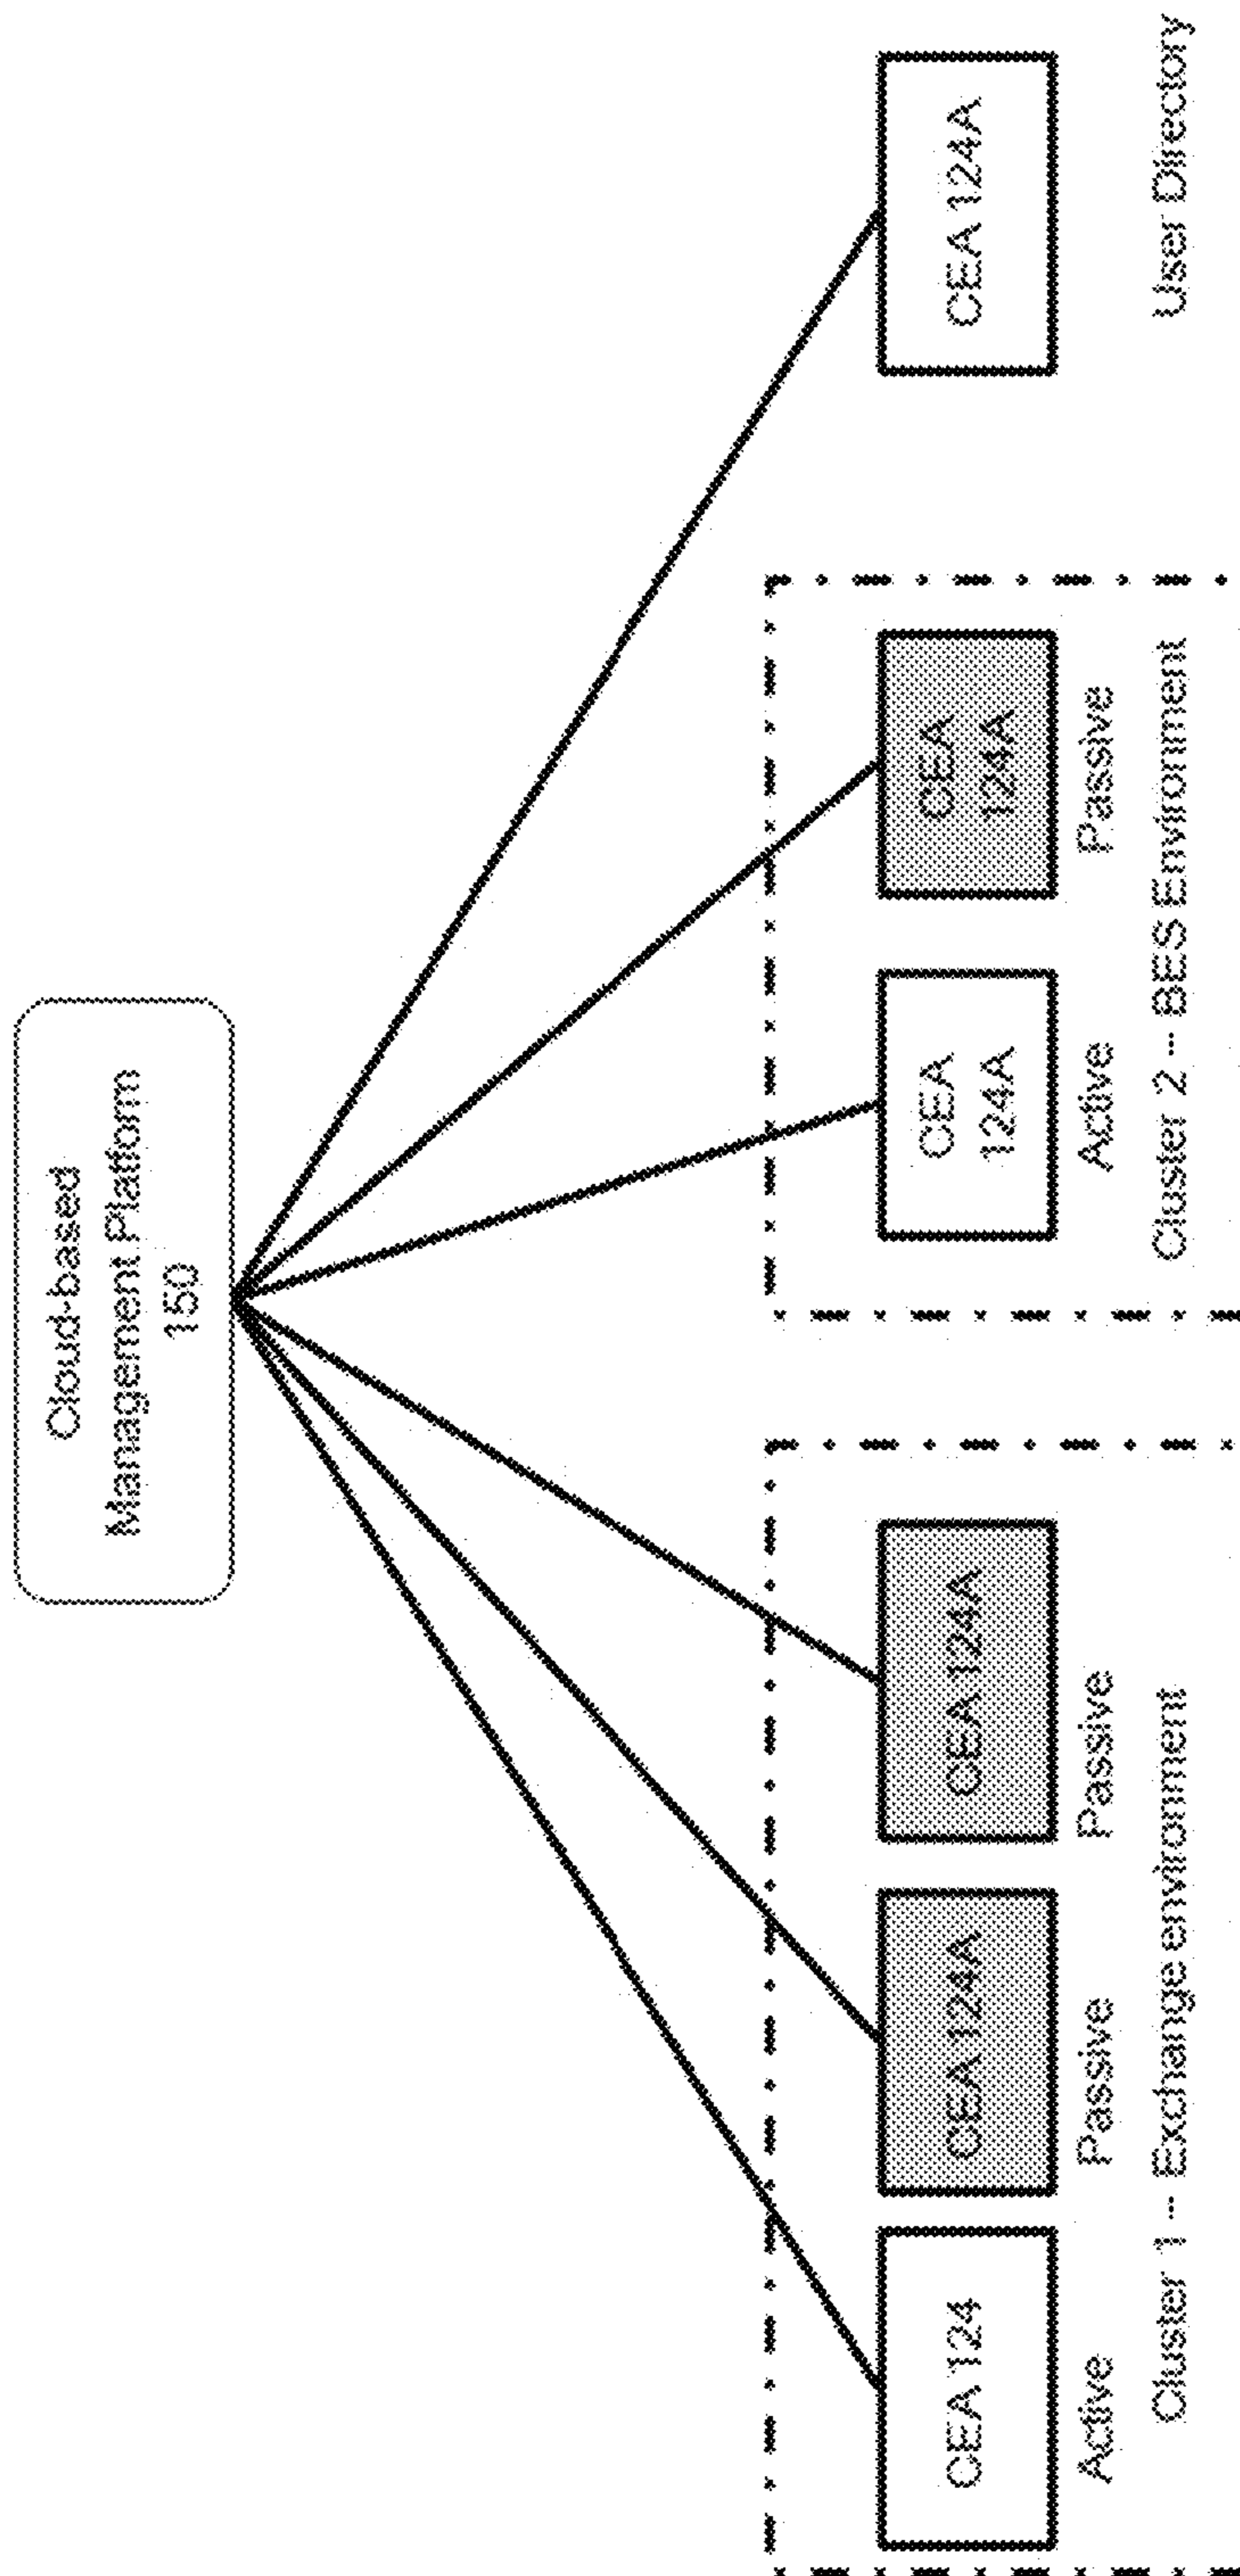 Cloud-based
Management Platform
150
CEA 124
CEA 124A
CEA 124A
CEA
124A
CEA
124A
CEA 124A
Active
Passive
Passive
Active
Passive
Cluster 1 -- Exchange environment
Cluster 2 -- BES Environment
User Directory